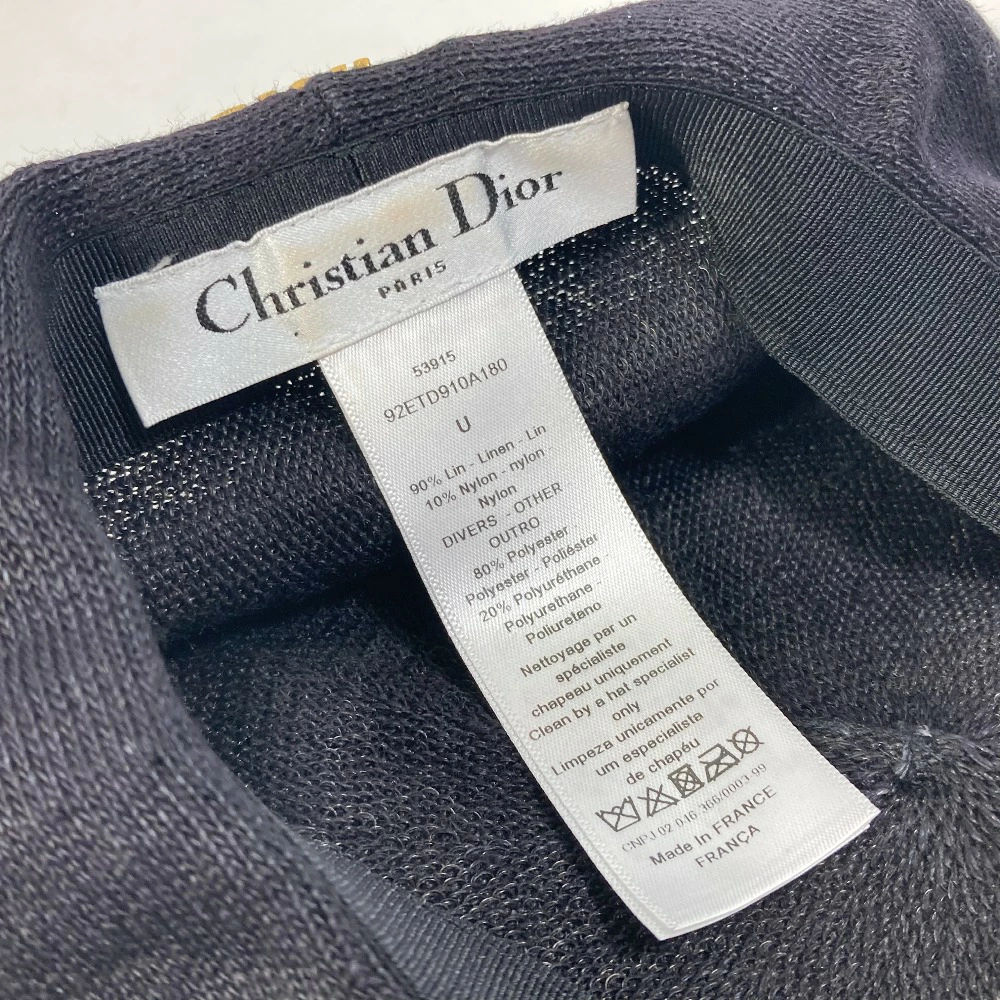 Christian Dior
PARIS
53915
92ETD910A180
U
90% Lin - Linen - Lin
10% Nylon - nylon -
Nylon
DIVERS - OTHER
OUTRO
80% Polyester -
Polyester - Poliéster
20% Polyuréthane -
Polyurethane -
Poliuretano
Nettoyage par un
spécialiste
chapeau uniquement
Clean by a hat specialist
only
Limpeza unicamente por
um especialista
de chapéu
CNPJ 02 046 366/0003 99
Made In FRANCE
FRANÇA